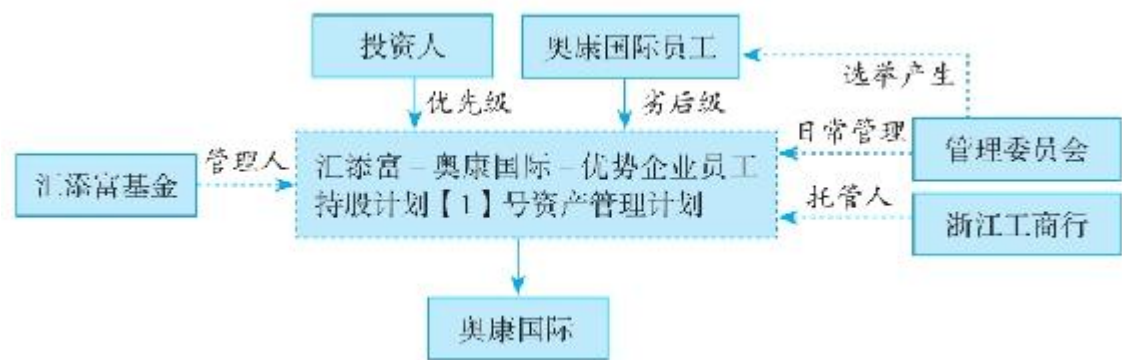 投资人
奥康国际员工
选举产生
优先级
劣后级
日常管理
管理人
管理委员会
汇添富基金
汇添富－奥康国际－优势企业员工
持股计划【1】号资产管理计划
托管人
浙江工商行
奥康国际